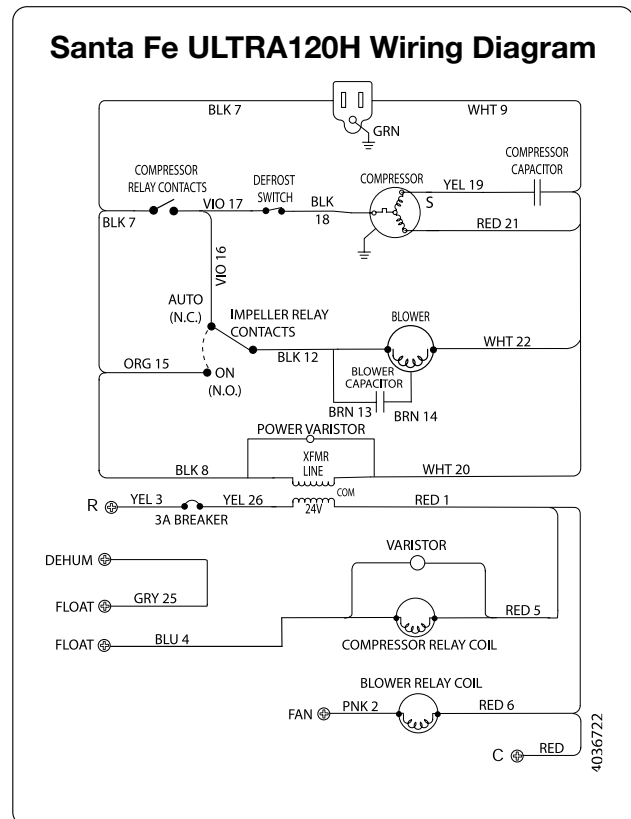 Santa Fe ULTRA120H Wiring Diagram
BLK 7
WHT 9
GRN
COMPRESSOR
RELAY CONTACTS
DEFROST
SWITCH
COMPRESSOR
COMPRESSOR
CAPACITOR
YEL 19
VIO 17
BLK
18
S
BLK 7
RED 21
VIO 16
AUTO
(N.C.)
IMPELLER RELAY
CONTACTS
BLOWER
WHT 22
BLK 12
ORG 15
ON
(N.O.)
BLOWER
CAPACITOR
BRN 13
BRN 14
POWER VARISTOR
XFMR
LINE
BLK 8
WHT 20
COM
R
YEL 3
YEL 26
24V
RED 1
3A BREAKER
VARISTOR
DEHUM
GRY 25
FLOAT
RED 5
FLOAT
BLU 4
COMPRESSOR RELAY COIL
BLOWER RELAY COIL
FAN
PNK 2
RED 6
C
RED
4036722